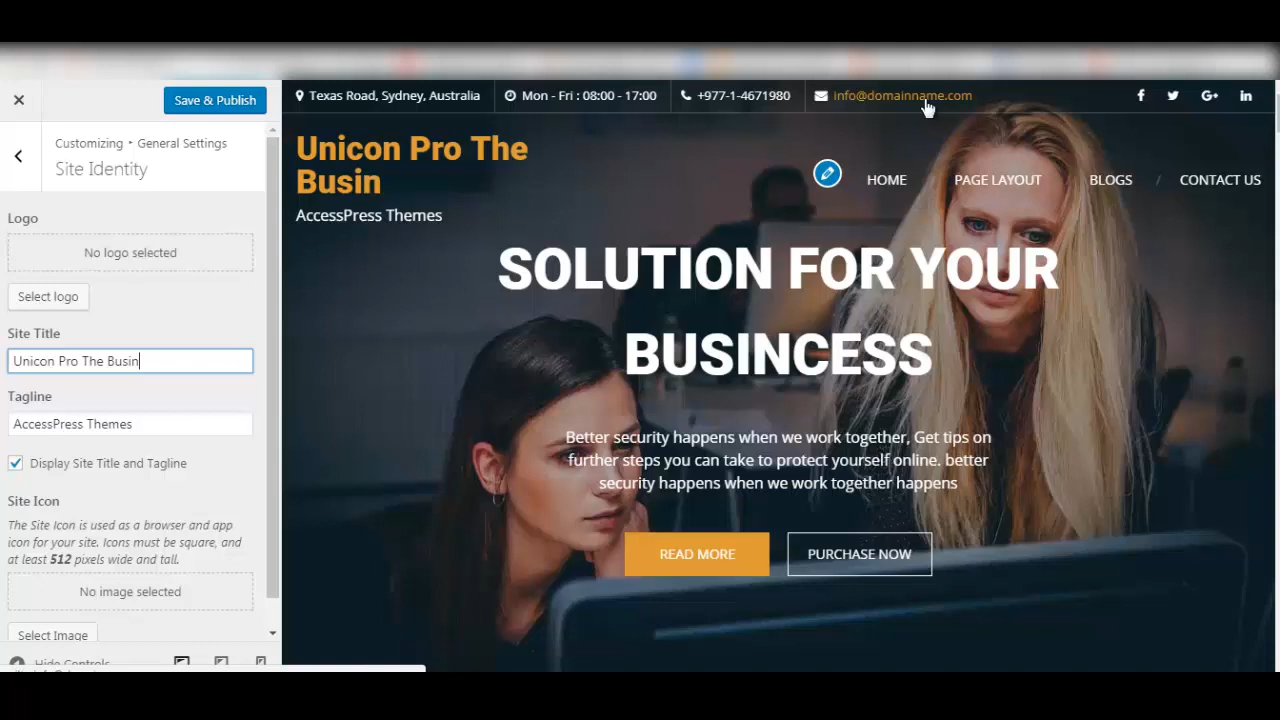 Save & Publish
Customizing ▸ General Settings
Site Identity
Logo
No logo selected
Select logo
Site Title
Unicon Pro The Busin
Tagline
AccessPress Themes
Display Site Title and Tagline
Site Icon
The Site Icon is used as a browser and app
icon for your site. Icons must be square, and
at least 512 pixels wide and tall.
No image selected
Select Image
Hide Controls
Texas Road, Sydney, Australia
Mon - Fri : 08:00 - 17:00
+977-1-4671980
info@domainname.com
Unicon Pro The
Busin
AccessPress Themes
HOME
PAGE LAYOUT
BLOGS
/
CONTACT US
SOLUTION FOR YOUR
BUSINCESS
Better security happens when we work together, Get tips on
further steps you can take to protect yourself online. better
security happens when we work together happens
READ MORE
PURCHASE NOW